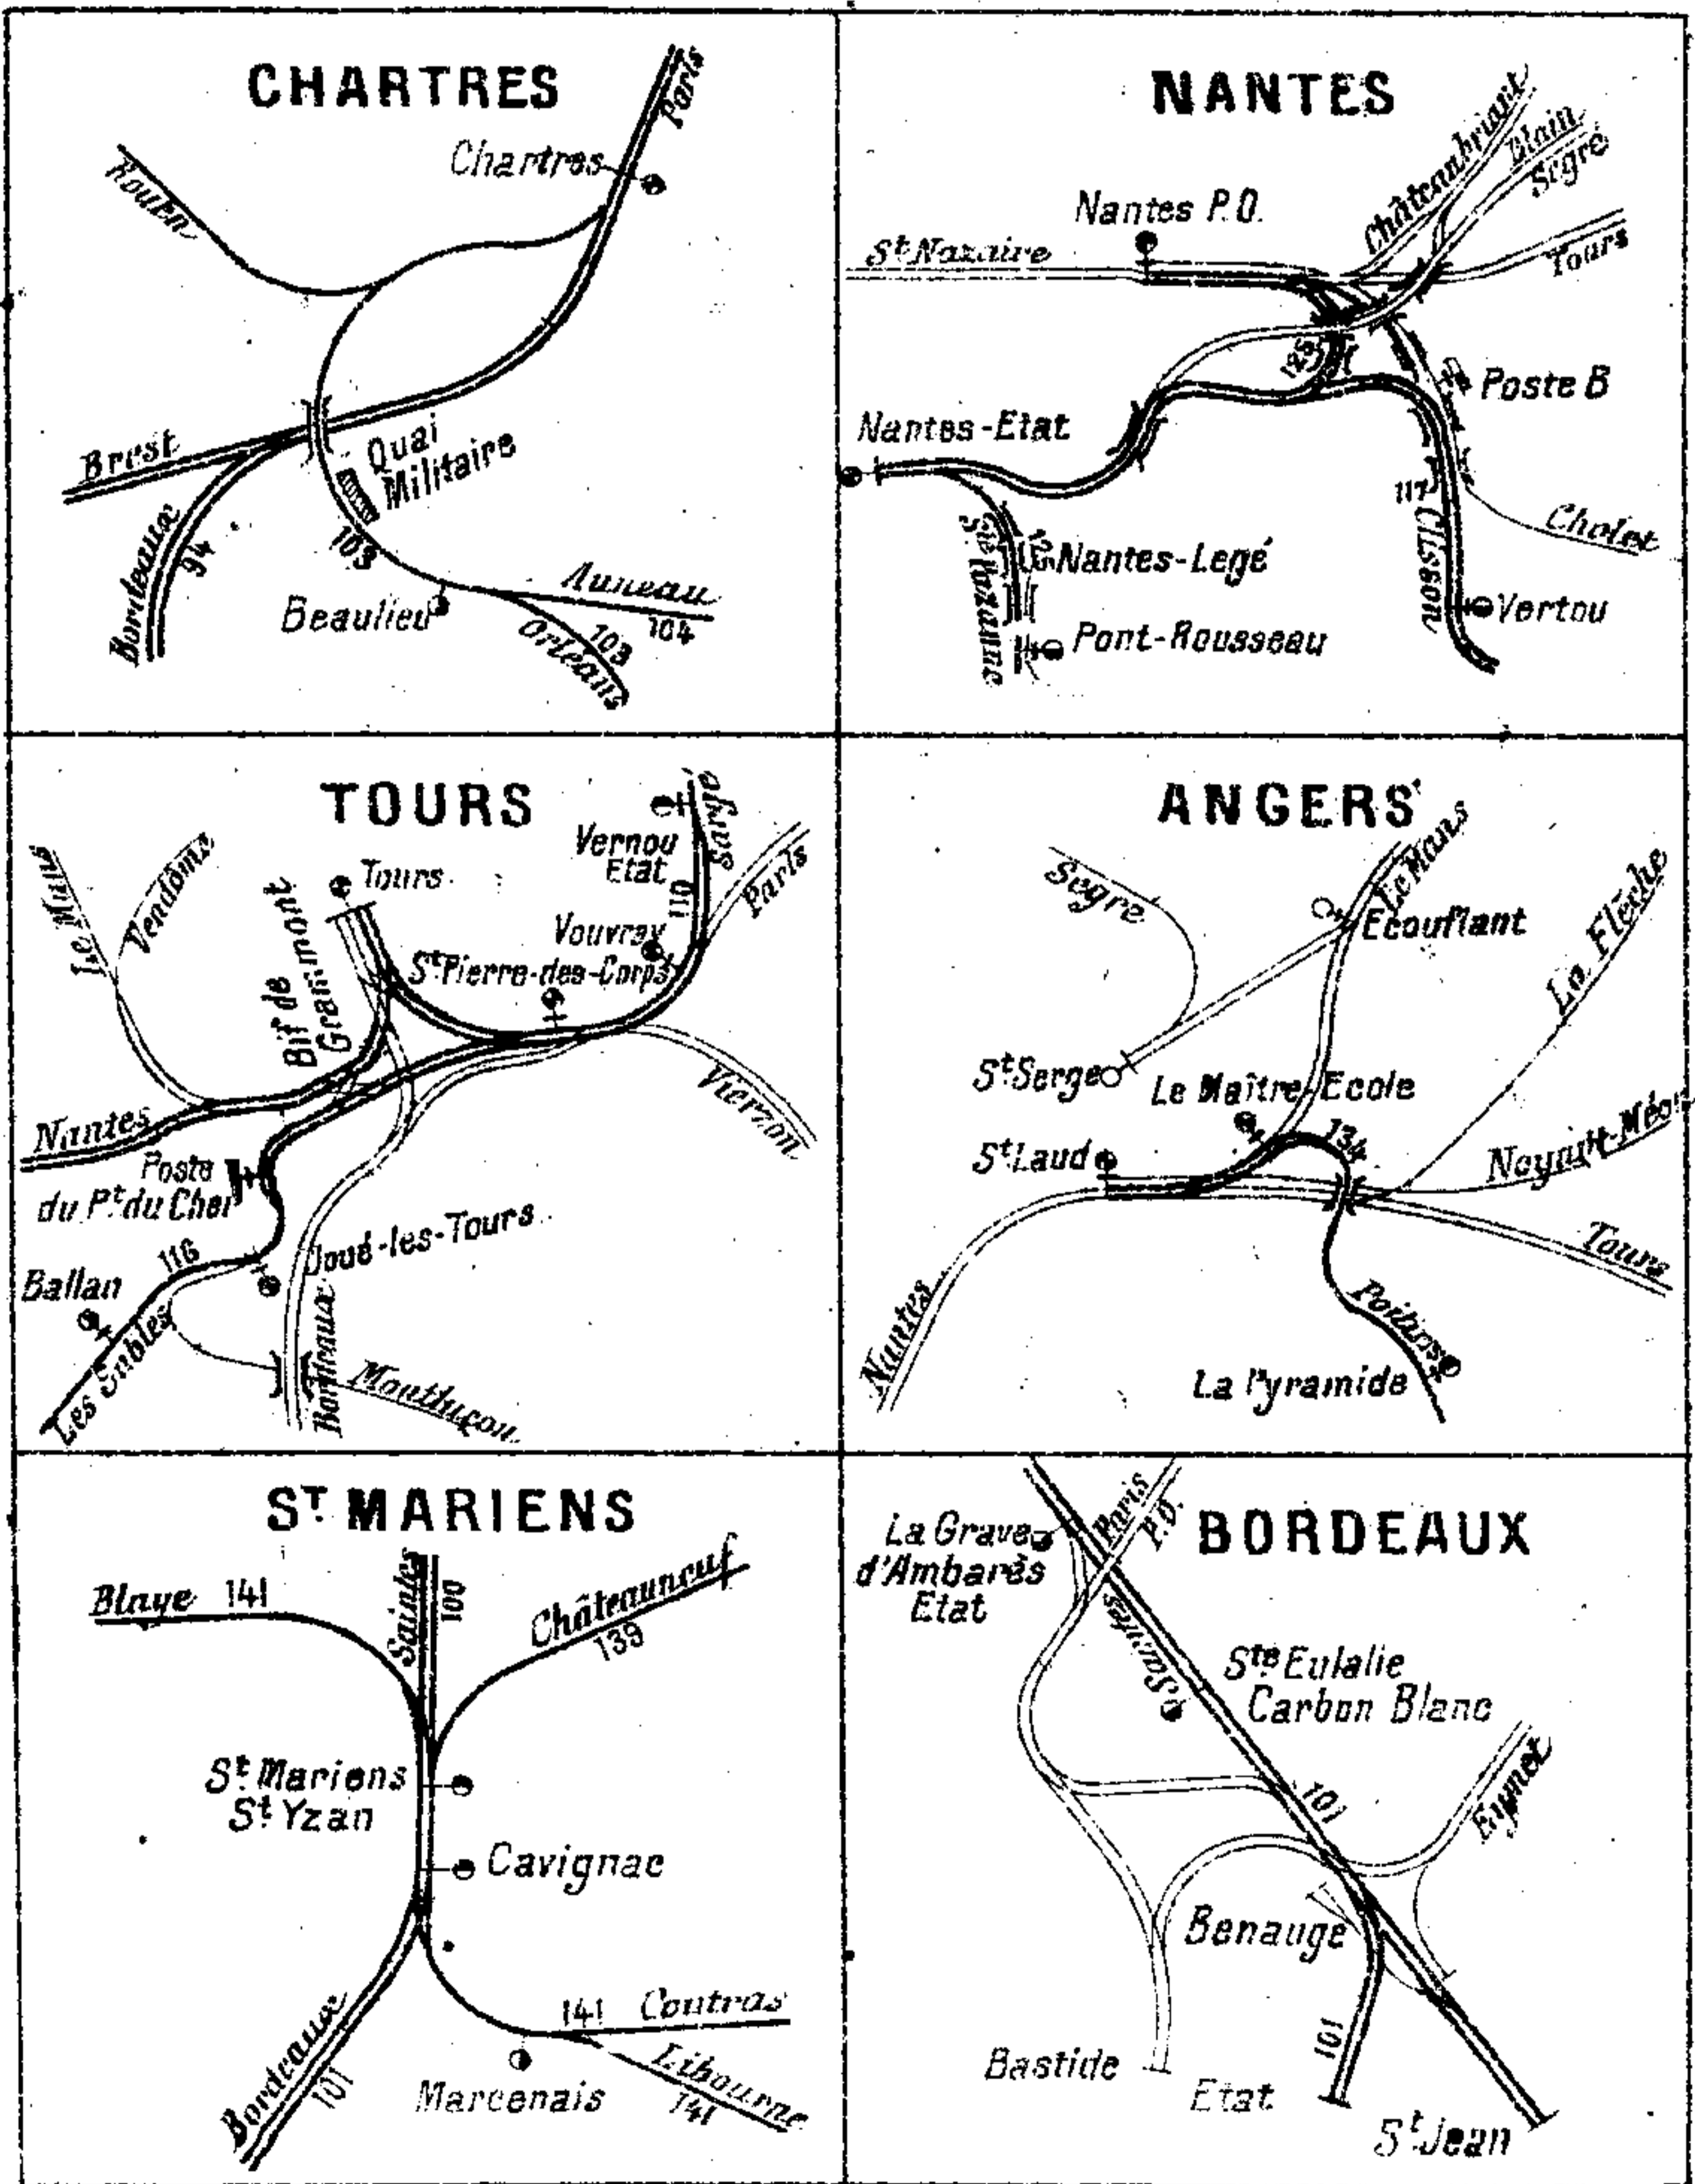 CHARTRES
Paris
Chartres
Rouen
Brest
Quai
Militaire
Bordeaux
94
103
Beaulieu
Auneau
104
103
Orléans
NANTES
Châteaubriant
Blain
Segré
Nantes P.O.
St Nazaire
Tours
125
Poste B
Nantes-Etat
117
Clisson
Cholet
Ste Pazanne
Nantes-Legé
Vertou
Pont-Rousseau
TOURS
Le Mans
Vendôme
Tours
Vernou
Etat
Sargé
110
Paris
Bif de
Grammont
Vouvray
St Pierre-des-Corps
Nantes
Vierzon
Poste
du Pt du Cher
116
Joué-les-Tours
Ballan
Les Sables
Bordeaux
Montluçon
ANGERS
Le Mans
Segré
Ecouflant
La Flèche
St Serge
Le Maître-Ecole
134
St Laud
Noyant-Méon
Tours
Nantes
Poitiers
La Pyramide
ST MARIENS
Blaye 141
Saintes
100
Châteauneuf
139
St Mariens
St Yzan
Cavignac
Bordeaux
101
141 Coutras
Libourne
141
Marcenais
BORDEAUX
Paris
P.O.
La Grave
d'Ambarès
Etat
Saintes
Ste Eulalie
Carbon Blanc
101
Eymet
Benauge
Bastide
101
Etat
St Jean